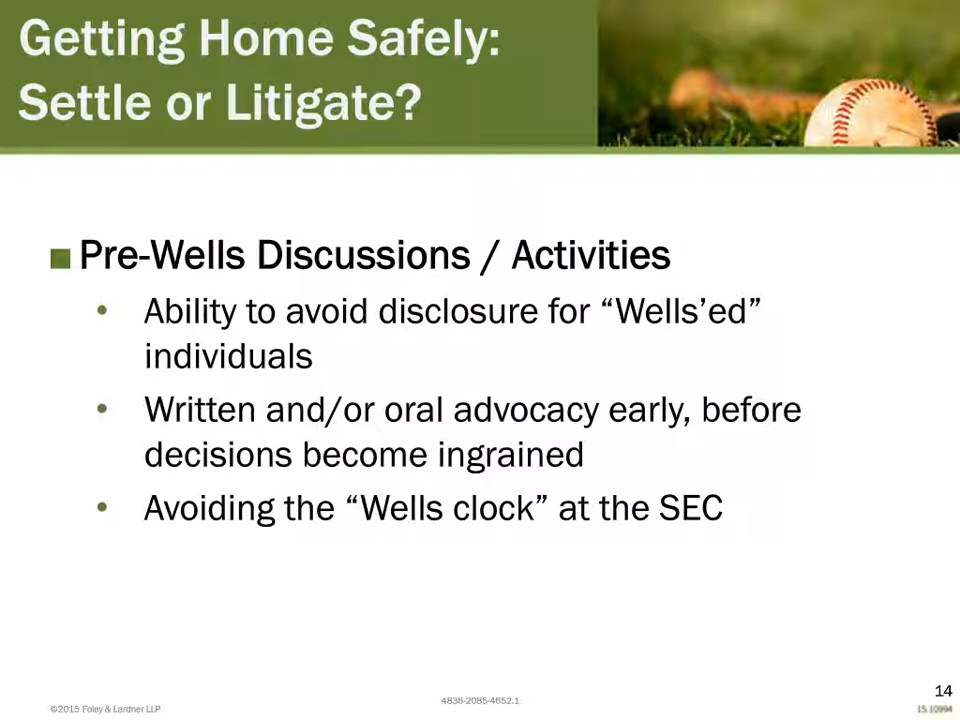 Getting Home Safely:
Settle or Litigate?
Pre-Wells Discussions / Activities
• Ability to avoid disclosure for “Wells’ed”
individuals
• Written and/or oral advocacy early, before
decisions become ingrained
• Avoiding the “Wells clock” at the SEC
14
4836-2085-4652.1
©2015 Foley & Lardner LLP
15.10994